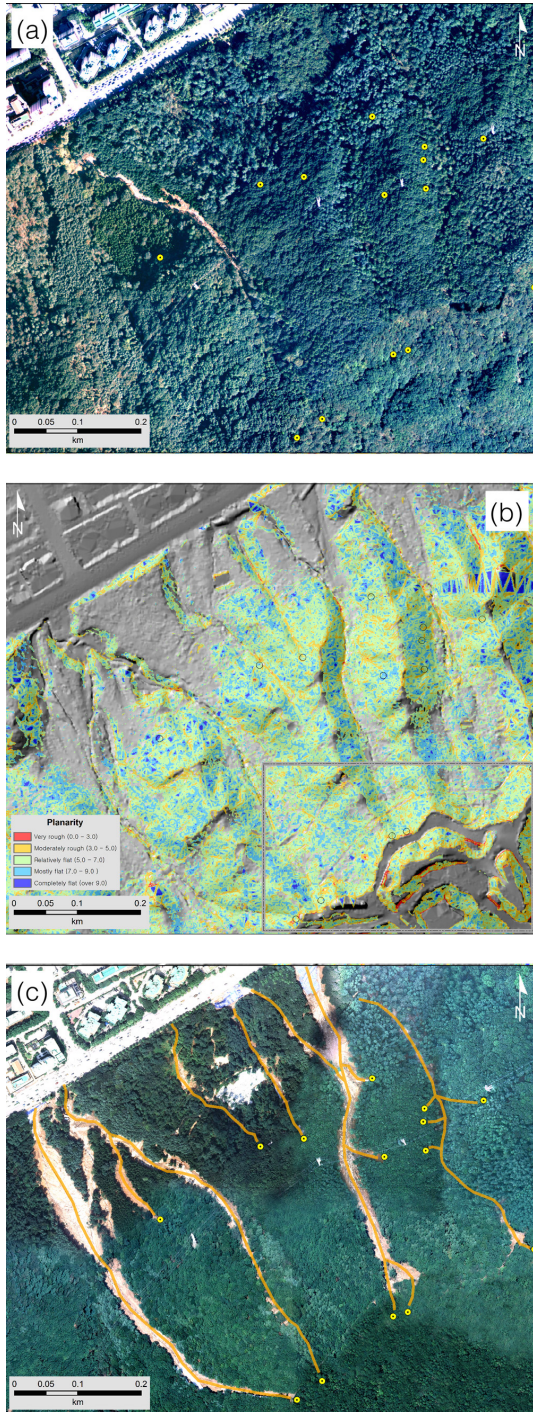 (a)
N
0 0.05 0.1 0.2
km
N
(b)
Planarity
Very rough (0.0 - 3.0)
Moderately rough (3.0 - 5.0)
Relatively flat (5.0 - 7.0)
Mostly flat (7.0 - 9.0 )
Completely flat (over 9.0)
0 0.05 0.1 0.2
km
(c)
N
0 0.05 0.1 0.2
km